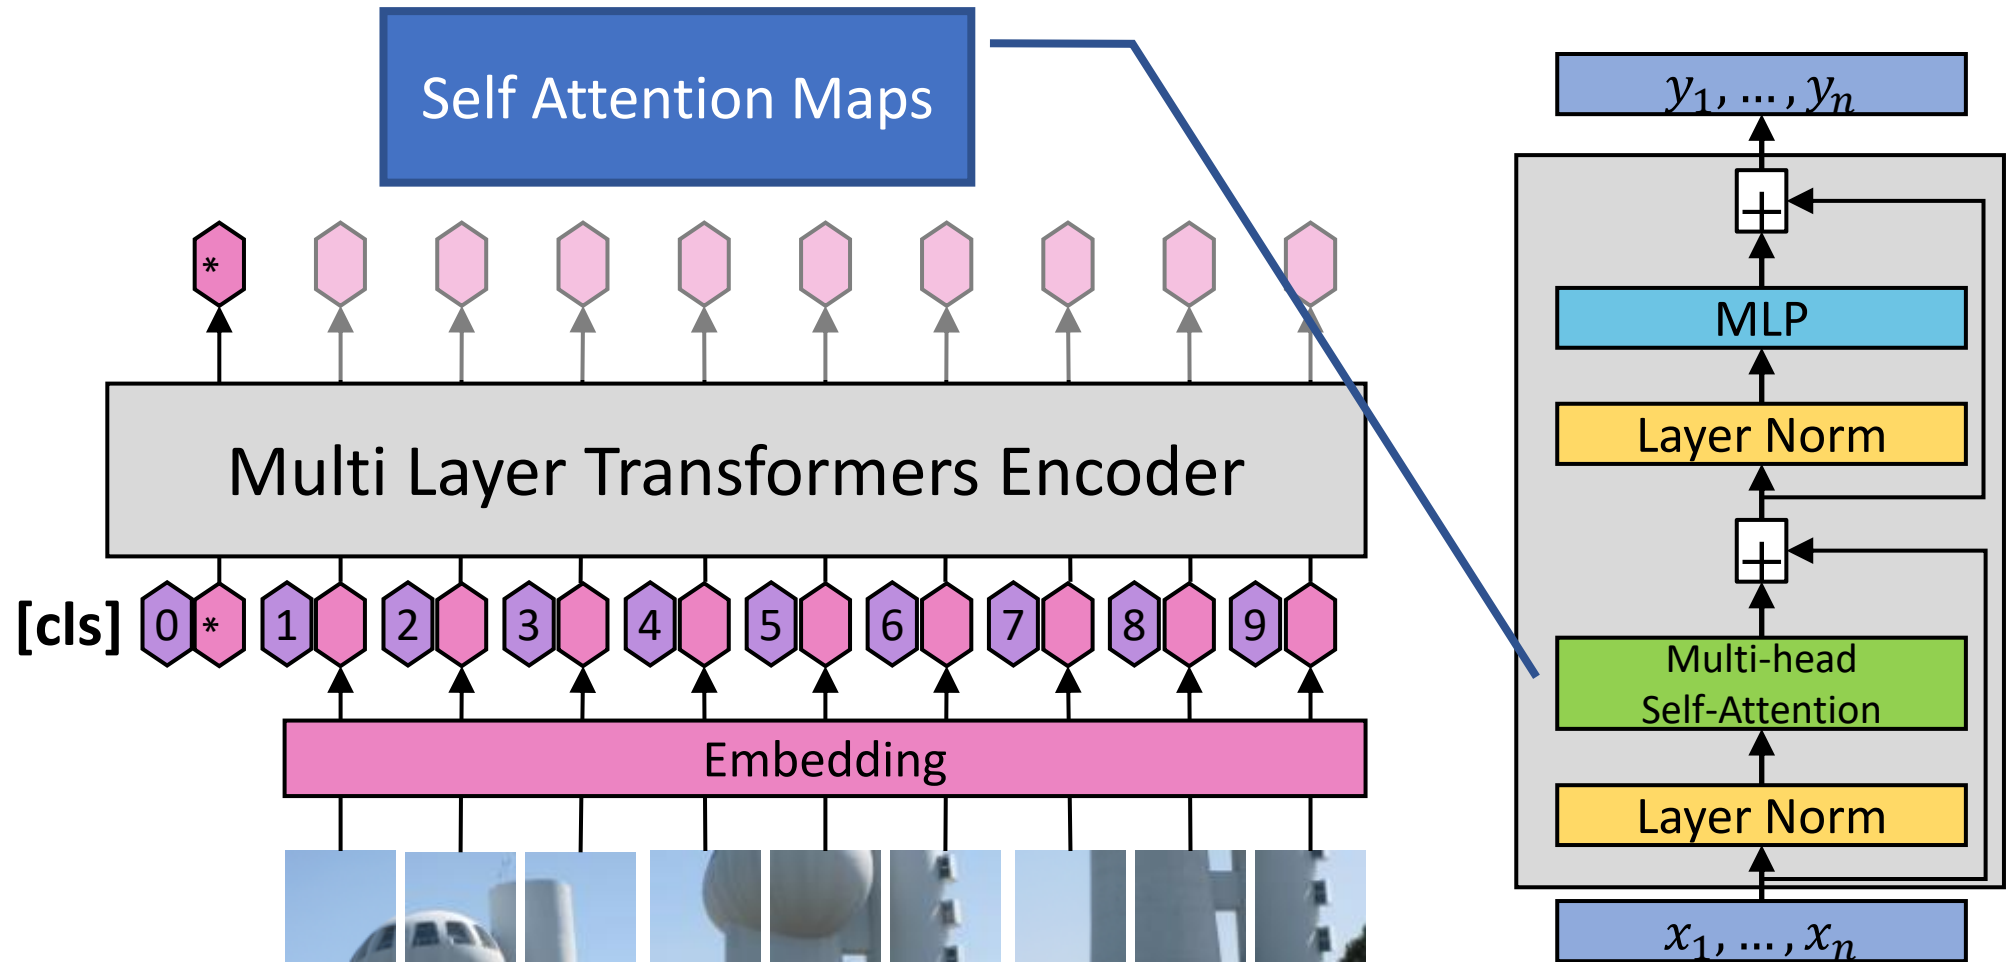 Self Attention Maps
*
Multi Layer Transformers Encoder
[cls] 0 * 1 2 3 4 5 6 7 8 9
Embedding
y₁, … , yₙ
+
MLP
Layer Norm
+
Multi-head
Self-Attention
Layer Norm
x₁, … , xₙ